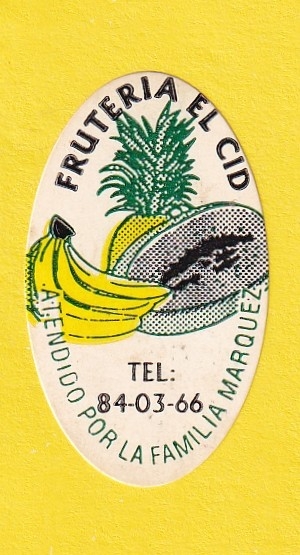 FRUTERIA EL CID
TEL:
84-03-66
ATENDIDO POR LA FAMILIA MARQUEZ